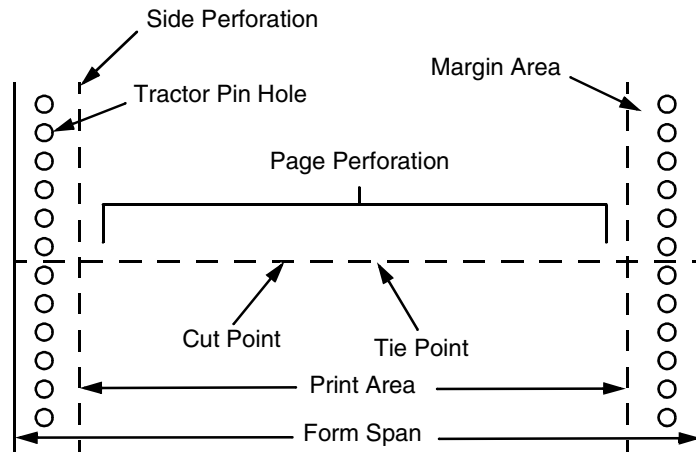 Side Perforation
Margin Area
Tractor Pin Hole
Page Perforation
Cut Point
Tie Point
Print Area
Form Span